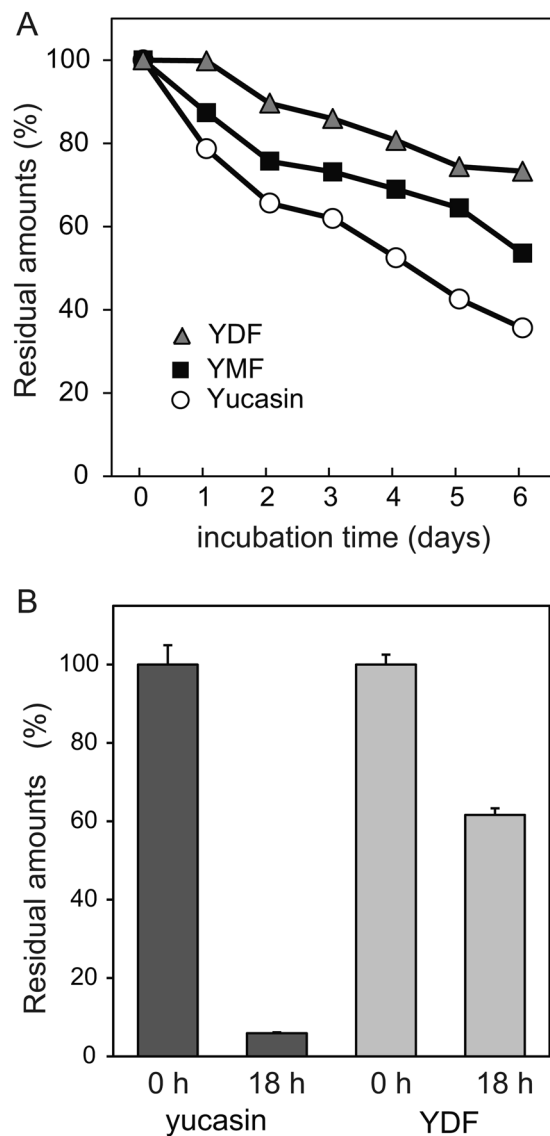 A
Residual amounts (%)
100
80
60
40
20
0
YDF
YMF
Yucasin
0 1 2 3 4 5 6
incubation time (days)
B
Residual amounts (%)
100
80
60
40
20
0
0 h 18 h 0 h 18 h
yucasin YDF